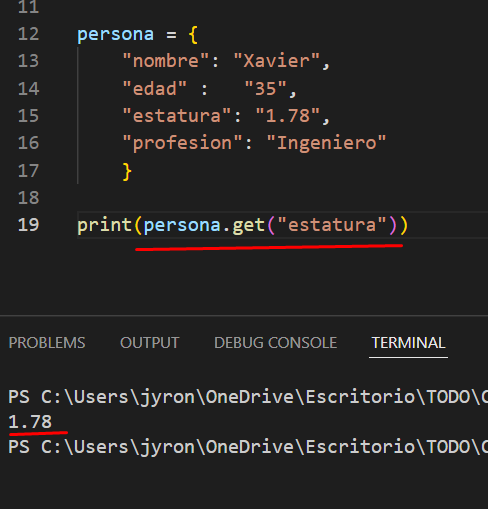 11
12 persona = {
13 "nombre": "Xavier",
14 "edad" : "35",
15 "estatura": "1.78",
16 "profesion": "Ingeniero"
17 }
18
19 print(persona.get("estatura"))
PROBLEMS OUTPUT DEBUG CONSOLE TERMINAL
PS C:\Users\jyron\OneDrive\Escritorio\TODO\C
1.78
PS C:\Users\jyron\OneDrive\Escritorio\TODO\C